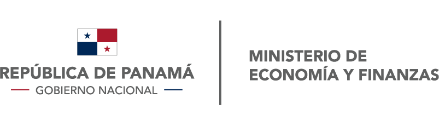 REPÚBLICA DE PANAMÁ
GOBIERNO NACIONAL
MINISTERIO DE
ECONOMÍA Y FINANZAS